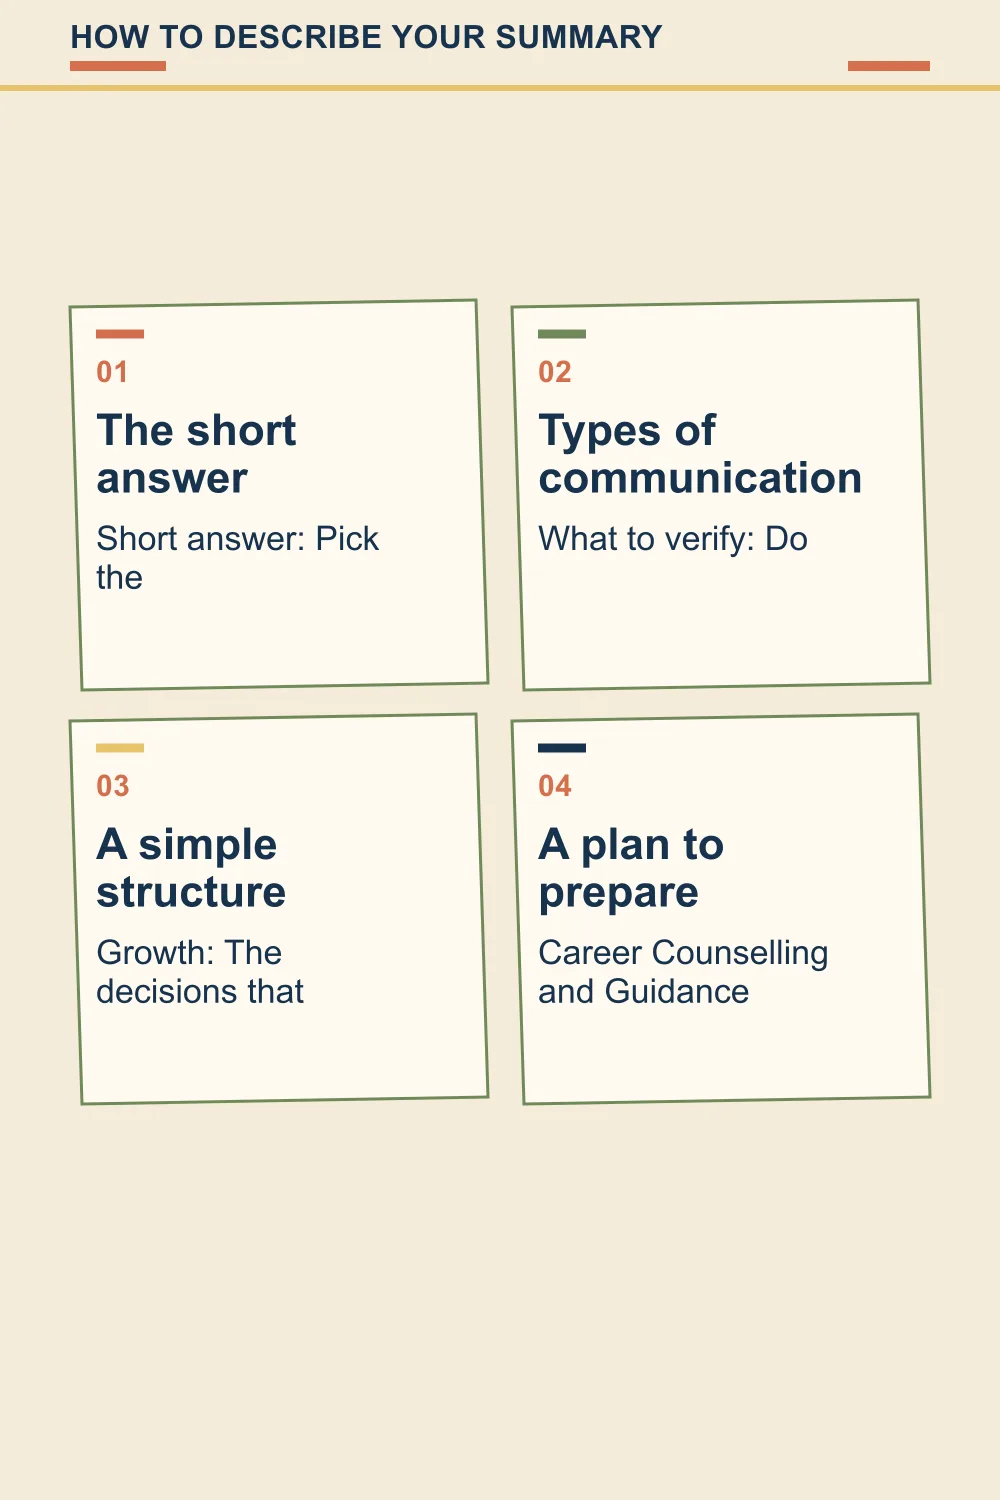 HOW TO DESCRIBE YOUR SUMMARY
01
The short
answer
Short answer: Pick
the
02
Types of
communication
What to verify: Do
03
A simple
structure
Growth: The
decisions that
04
A plan to
prepare
Career Counselling
and Guidance